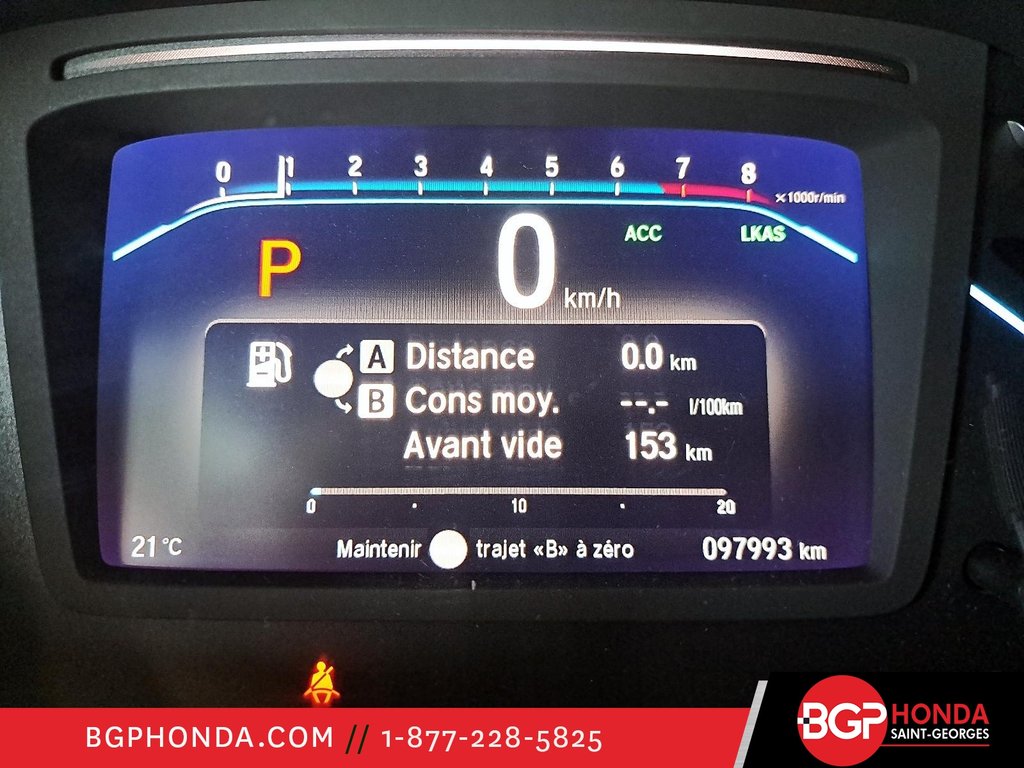 0 1 2 3 4 5 6 7 8 ×1000r/min
P 0 km/h ACC LKAS
A Distance 0.0 km
B Cons moy. --.- l/100km
Avant vide 153 km
0 10 20
21°C Maintenir trajet «B» à zéro 097993 km
BGPHONDA.COM // 1-877-228-5825
BGP HONDA
SAINT-GEORGES